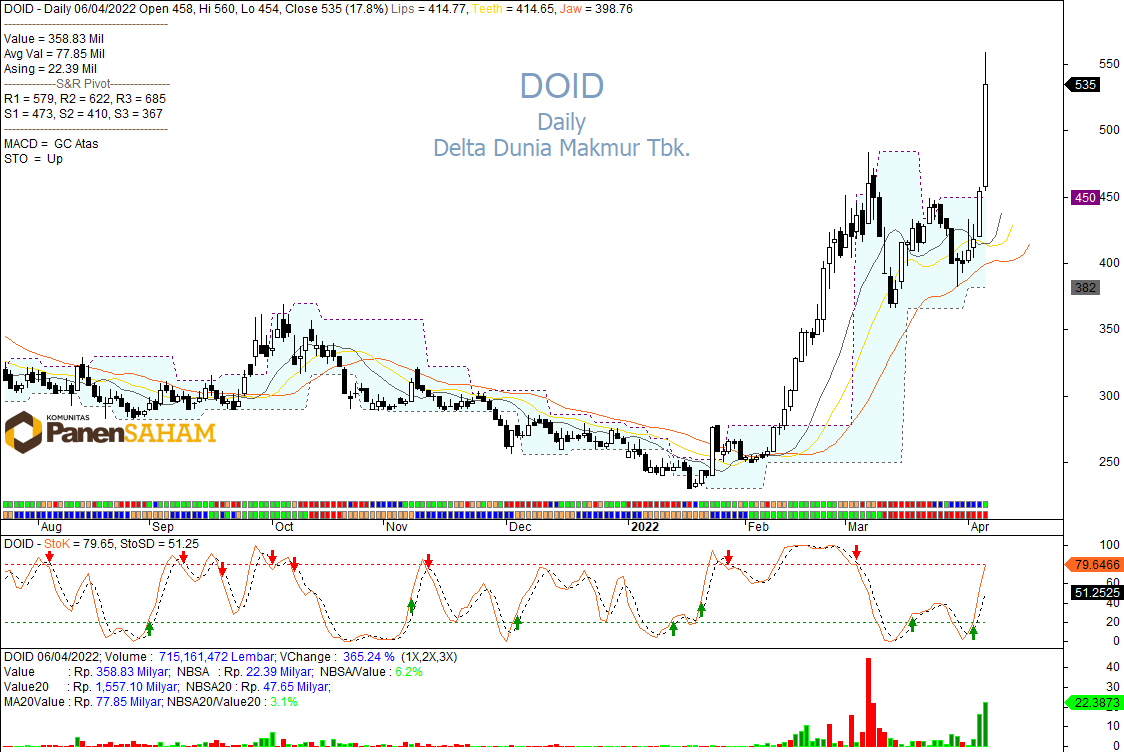 DOID - Daily 06/04/2022 Open 458, Hi 560, Lo 454, Close 535 (17.8%) Lips = 414.77, Teeth = 414.65, Jaw = 398.76
Value = 358.83 Mil
Avg Val = 77.85 Mil
Asing = 22.39 Mil
-------------S&R Pivot---------------
R1 = 579, R2 = 622, R3 = 685
S1 = 473, S2 = 410, S3 = 367
MACD = GC Atas
STO = Up
DOID
Daily
Delta Dunia Makmur Tbk.
550
535
500
450
450
400
382
350
300
250
KOMUNITAS
PanenSAHAM
Aug
Sep
Oct
Nov
Dec
2022
Feb
Mar
Apr
DOID - StoK = 79.65, StoSD = 51.25
100
79.6466
60
51.2525
40
20
0
DOID 06/04/2022; Volume : 715,161,472 Lembar; VChange : 365.24 % (1X,2X,3X)
Value : Rp. 358.83 Milyar; NBSA : Rp. 22.39 Milyar; NBSA/Value : 6.2%
Value20 : Rp. 1,557.10 Milyar; NBSA20 : Rp. 47.65 Milyar;
MA20Value : Rp. 77.85 Milyar; NBSA20/Value20 : 3.1%
40
30
22.3873
10
0